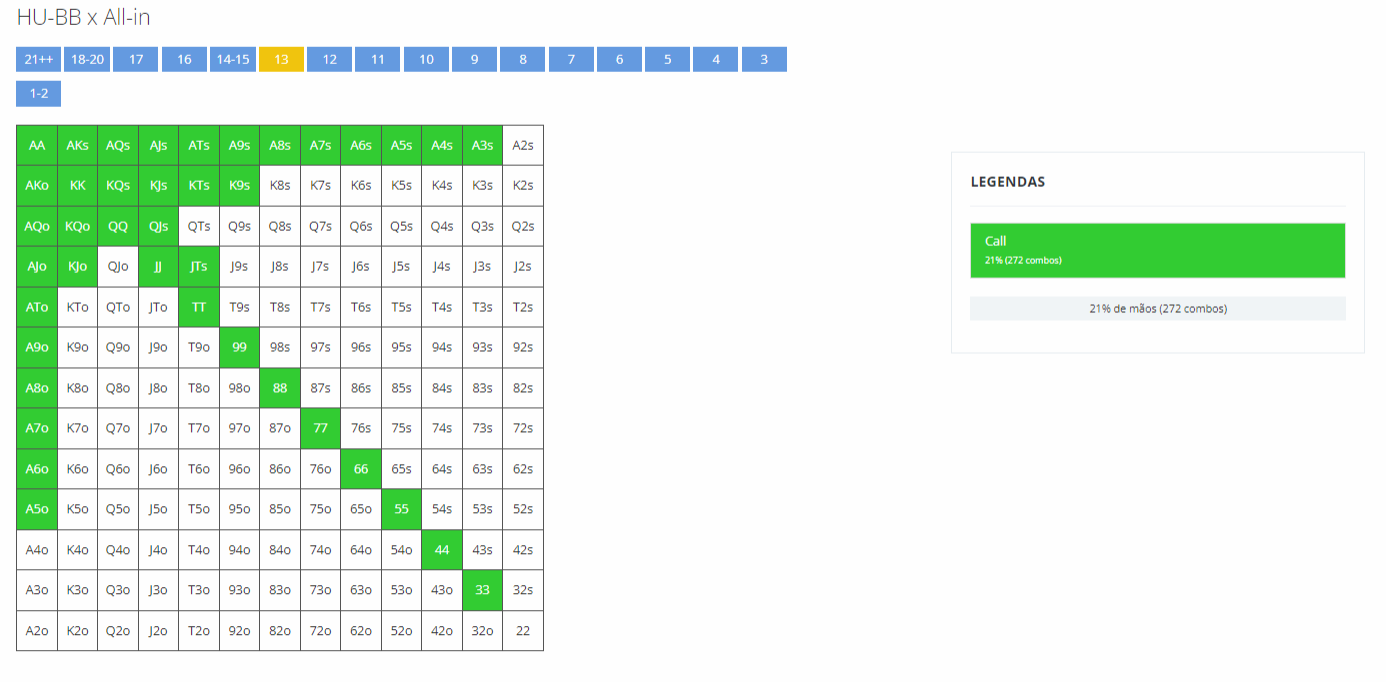 HU-BB x All-in
21++ 18-20 17 16 14-15 13 12 11 10 9 8 7 6 5 4 3
1-2
AA AKs AQs AJs ATs A9s A8s A7s A6s A5s A4s A3s A2s
AKo KK KQs KJs KTs K9s K8s K7s K6s K5s K4s K3s K2s
AQo KQo QQ QJs QTs Q9s Q8s Q7s Q6s Q5s Q4s Q3s Q2s
AJo KJo QJo JJ JTs J9s J8s J7s J6s J5s J4s J3s J2s
ATo KTo QTo JTo TT T9s T8s T7s T6s T5s T4s T3s T2s
A9o K9o Q9o J9o T9o 99 98s 97s 96s 95s 94s 93s 92s
A8o K8o Q8o J8o T8o 98o 88 87s 86s 85s 84s 83s 82s
A7o K7o Q7o J7o T7o 97o 87o 77 76s 75s 74s 73s 72s
A6o K6o Q6o J6o T6o 96o 86o 76o 66 65s 64s 63s 62s
A5o K5o Q5o J5o T5o 95o 85o 75o 65o 55 54s 53s 52s
A4o K4o Q4o J4o T4o 94o 84o 74o 64o 54o 44 43s 42s
A3o K3o Q3o J3o T3o 93o 83o 73o 63o 53o 43o 33 32s
A2o K2o Q2o J2o T2o 92o 82o 72o 62o 52o 42o 32o 22
LEGENDAS
Call
21% (272 combos)
21% de mãos (272 combos)